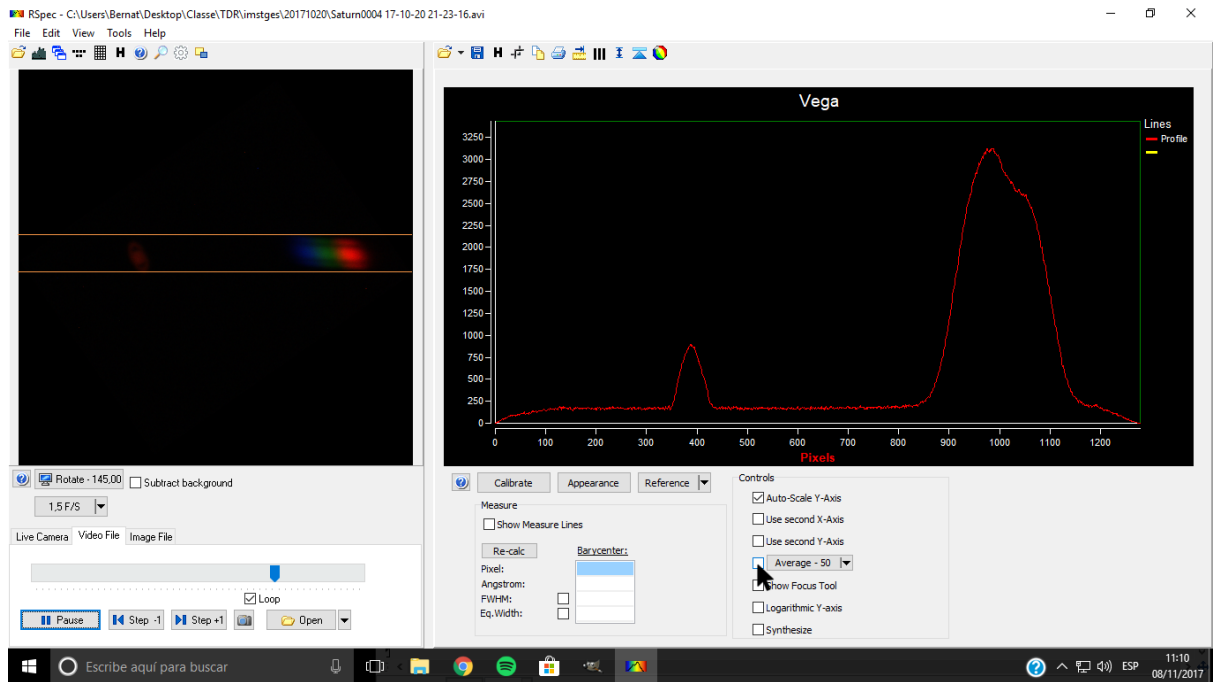 RSpec - C:\Users\Bernat\Desktop\Classe\TDR\imstges\20171020\Saturn0004 17-10-20 21-23-16.avi
File Edit View Tools Help
H
H
Vega
Lines
Profile
3250
3000
2750
2500
2250
2000
1750
1500
1250
1000
750
500
250
0
0 100 200 300 400 500 600 700 800 900 1000 1100 1200
Pixels
Rotate - 145,00
Subtract background
1,5 F/S
Live Camera Video File Image File
Loop
Pause
Step -1
Step +1
Open
Calibrate Appearance Reference
Measure
Show Measure Lines
Re-calc Barycenter:
Pixel:
Angstrom:
FWHM:
Eq.Width:
Controls
Auto-Scale Y-Axis
Use second X-Axis
Use second Y-Axis
Average - 50
Show Focus Tool
Logarithmic Y-axis
Synthesize
Escribe aquí para buscar
ESP
11:10
08/11/2017